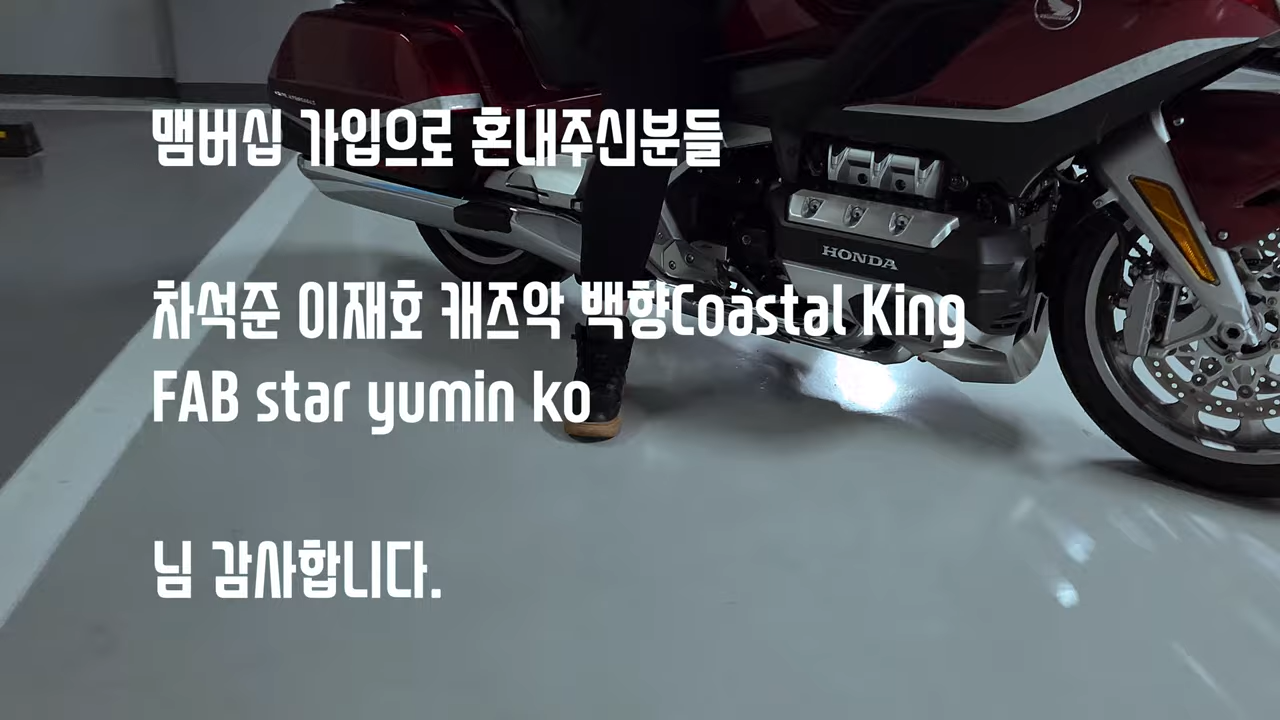 맴버십 가입으로 혼내주신분들
차석준 이재호 캐즈악 백향Coastal King
FAB star yumin ko
님 감사합니다.
HONDA